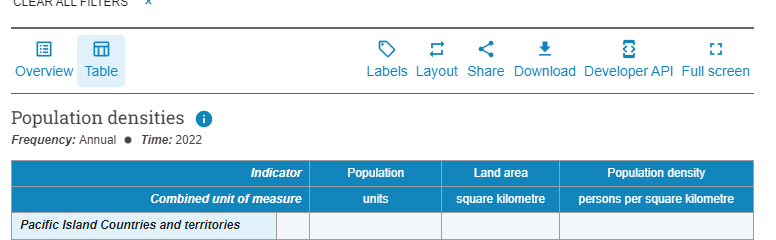 CLEAR ALL FILTERS ×
Overview Table Labels Layout Share Download Developer API Full screen
Population densities
Frequency: Annual ● Time: 2022
Indicator Population Land area Population density
Combined unit of measure units square kilometre persons per square kilometre
Pacific Island Countries and territories